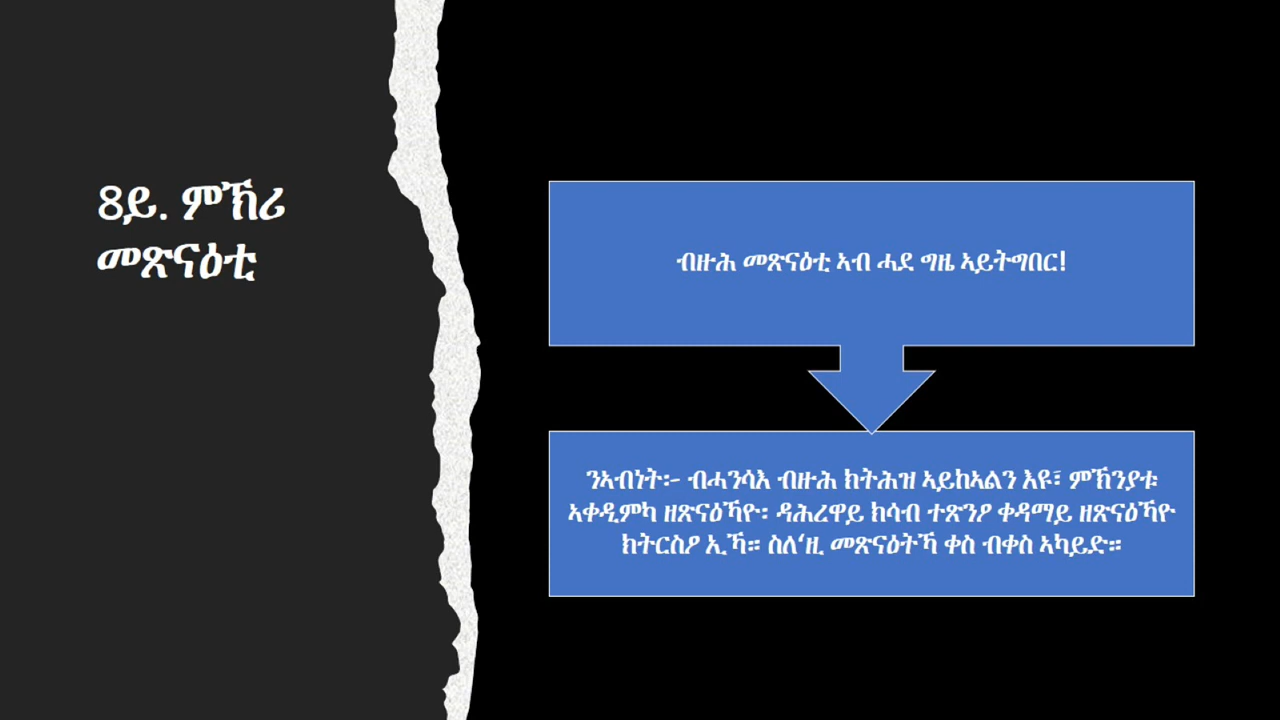 8ይ. ምኽሪ
መጽናዕቲ
ብዙሕ መጽናዕቲ ኣብ ሓደ ግዜ ኣይትግበር!
ንኣብነት፦ ብሓንሳእ ብዙሕ ክትሕዝ ኣይከኣልን እዩ፣ ምኽንያቱ
ኣቀዲምካ ዘጽናዕኻዮ፡ ዳሕረዋይ ክሳብ ተጽንዖ ቀዳማይ ዘጽናዕኻዮ
ክትርስዖ ኢኻ። ስለ‘ዚ መጽናዕትኻ ቀስ ብቀስ ኣካይድ።